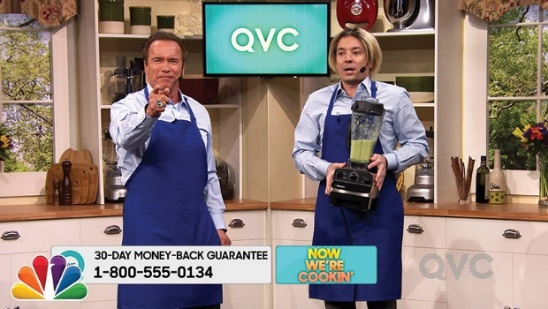 QVC
30-DAY MONEY-BACK GUARANTEE
1-800-555-0134
NOW
WE'RE
COOKIN'
QVC